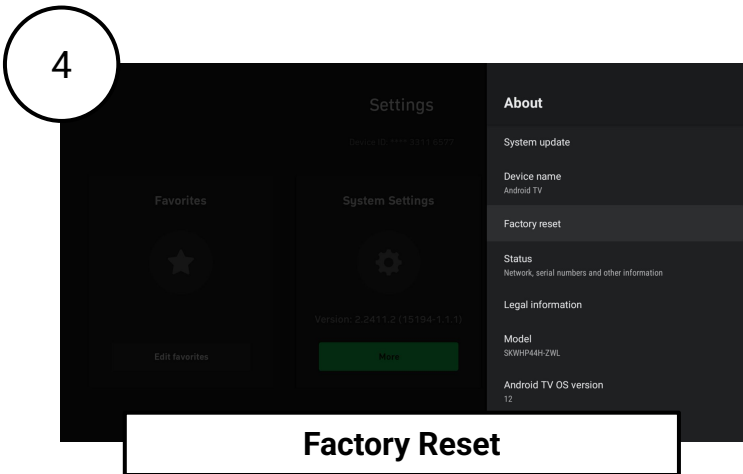 4
Settings
Device ID: **** 3311 5577
Favorites
System Settings
Version: 2.2411.2 (15194-1.1.1)
Edit favorites
More
About
System update
Device name
Android TV
Factory reset
Status
Network, serial numbers and other information
Legal information
Model
SKWHP44H-ZWL
Android TV OS version
12
Factory Reset